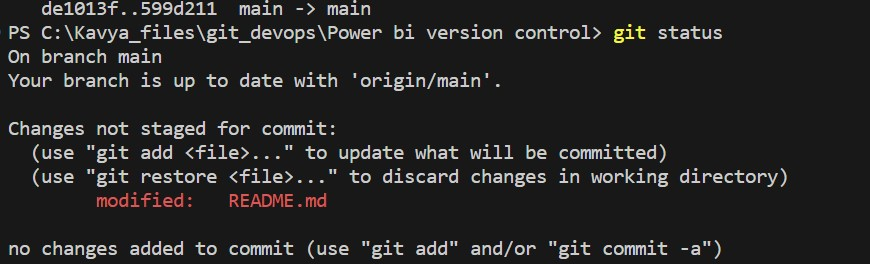 de1013f..599d211  main -> main
PS C:\Kavya_files\git_devops\Power bi version control> git status
On branch main
Your branch is up to date with 'origin/main'.
Changes not staged for commit:
(use "git add <file>..." to update what will be committed)
(use "git restore <file>..." to discard changes in working directory)
modified:   README.md
no changes added to commit (use "git add" and/or "git commit -a")